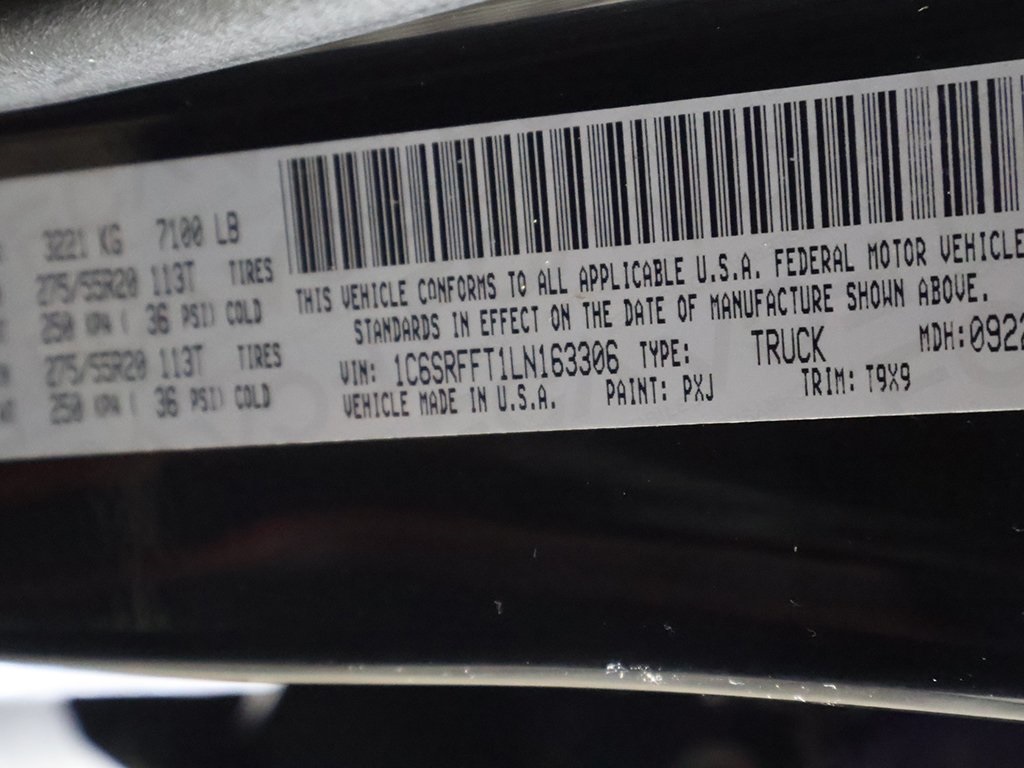 3221 KG 7100 LB
275/55R20 113T TIRES
250 KPA ( 36 PSI) COLD
275/55R20 113T TIRES
250 KPA ( 36 PSI) COLD
THIS VEHICLE CONFORMS TO ALL APPLICABLE U.S.A. FEDERAL MOTOR VEHICLE
STANDARDS IN EFFECT ON THE DATE OF MANUFACTURE SHOWN ABOVE.
VIN: 1C6SRFFT1LN163306 TYPE: TRUCK MDH: 0922
VEHICLE MADE IN U.S.A. PAINT: PXJ TRIM: T9X9